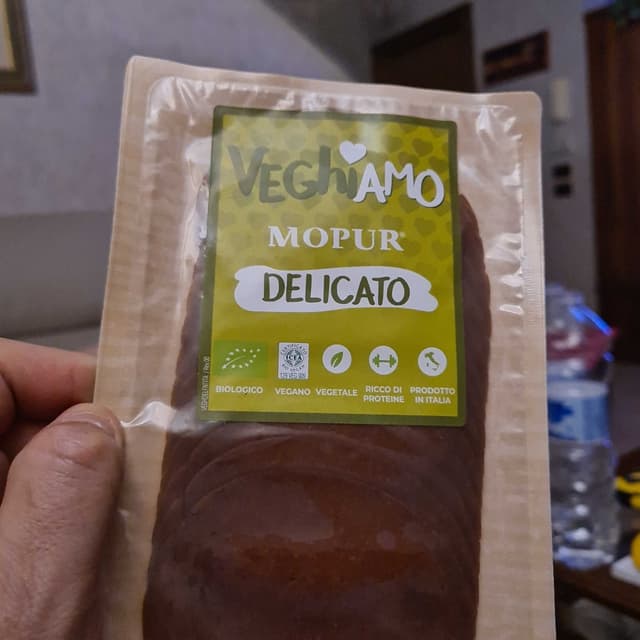 VEGhiAMO
MOPUR®
DELICATO
BIOLOGICO
VEGANO
VEGETALE
RICCO DI
PROTEINE
PRODOTTO
IN ITALIA